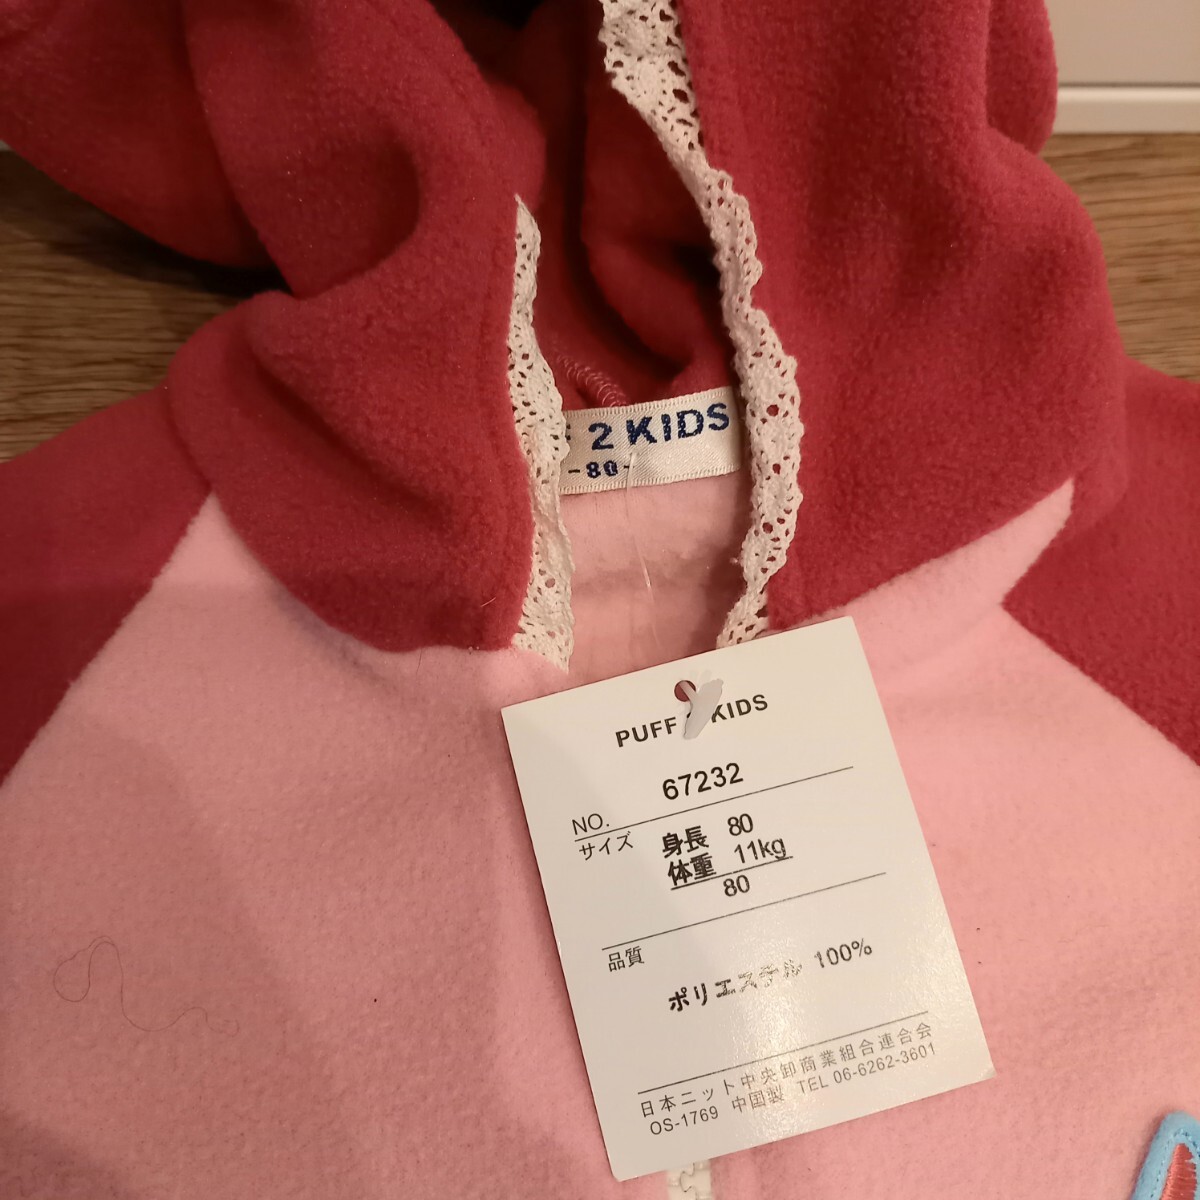 2 KIDS
-80-
PUFF KIDS
NO. 67232
サイズ 身長 80
体重 11kg
80
品質
ポリエステル 100%
日本ニット中央卸商業組合連合会
OS-1769 中国製 TEL 06-6262-3601